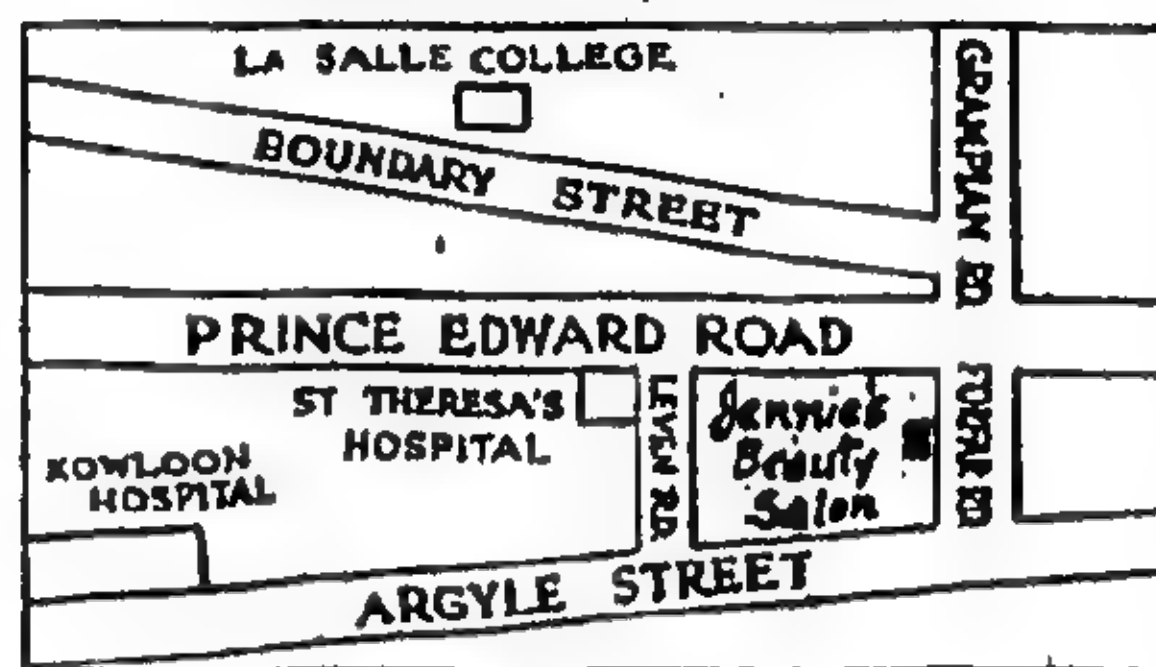 LA SALLE COLLEGE
GRAMPIAN RD.
BOUNDARY STREET
PRINCE EDWARD ROAD
ST THERESA'S
HOSPITAL
LEVEN RD.
Jennie's
Beauty
Salon
KOWLOON
HOSPITAL
RD.
ARGYLE STREET